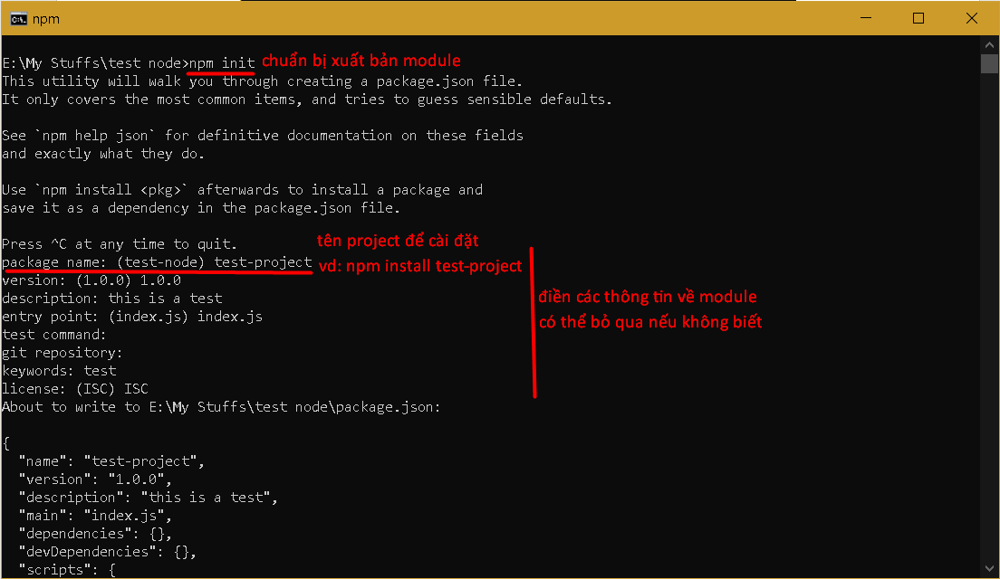 npm
E:\My Stuffs\test node>npm init chuẩn bị xuất bản module
This utility will walk you through creating a package.json file.
It only covers the most common items, and tries to guess sensible defaults.
See `npm help json` for definitive documentation on these fields
and exactly what they do.
Use `npm install <pkg>` afterwards to install a package and
save it as a dependency in the package.json file.
Press ^C at any time to quit.
tên project để cài đặt
package name: (test-node) test-project
vd: npm install test-project
version: (1.0.0) 1.0.0
description: this is a test
điền các thông tin về module
entry point: (index.js) index.js
có thể bỏ qua nếu không biết
test command:
git repository:
keywords: test
license: (ISC) ISC
About to write to E:\My Stuffs\test node\package.json:
{
"name": "test-project",
"version": "1.0.0",
"description": "this is a test",
"main": "index.js",
"dependencies": {},
"devDependencies": {},
"scripts": {